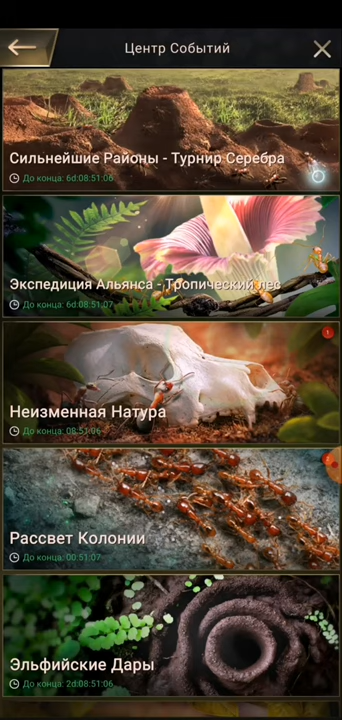 Центр Событий
Сильнейшие Районы - Турнир Серебра
До конца: 6d:08:51:06
Экспедиция Альянса - Тропический лес
До конца: 6d:08:51:07
1
Неизменная Натура
До конца: 08:51:06
Рассвет Колонии
До конца: 00:51:07
Эльфийские Дары
До конца: 2d:08:51:06